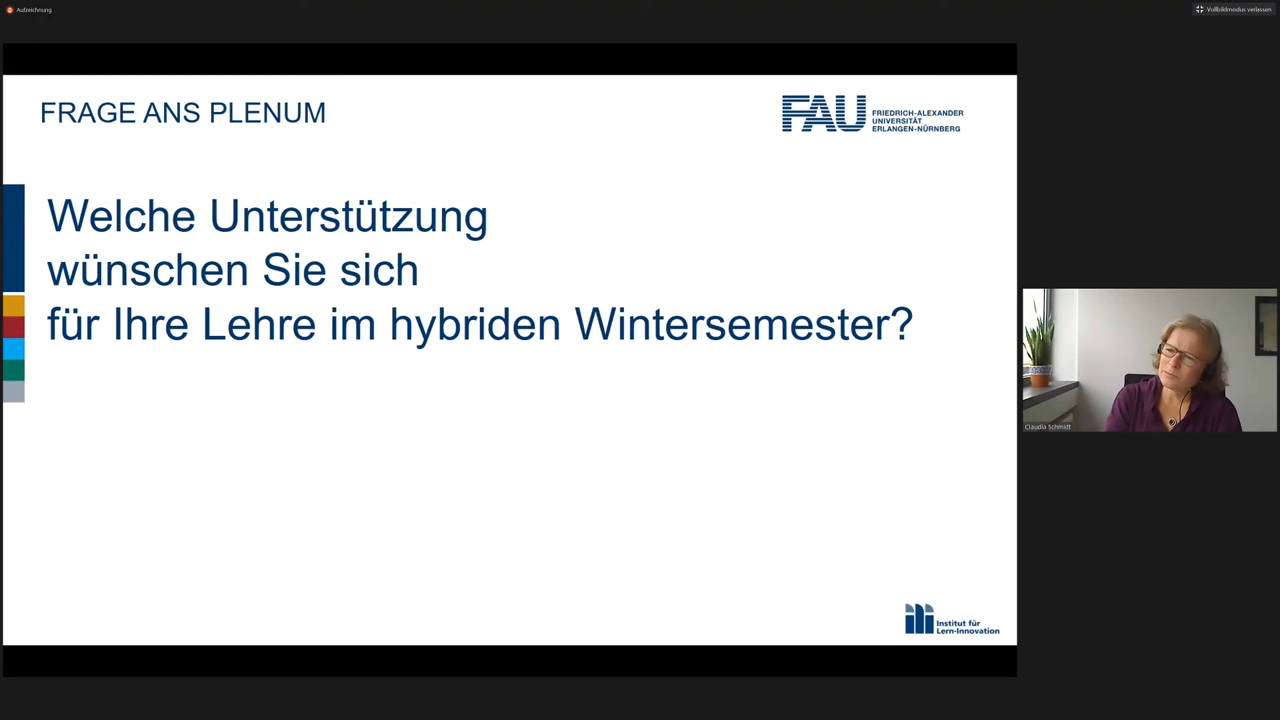 Aufzeichnung
Vollbildmodus verlassen
FRAGE ANS PLENUM
FAU
FRIEDRICH-ALEXANDER
UNIVERSITÄT
ERLANGEN-NÜRNBERG
Welche Unterstützung
wünschen Sie sich
für Ihre Lehre im hybriden Wintersemester?
Claudia Schmidt
Institut für
Lern-Innovation